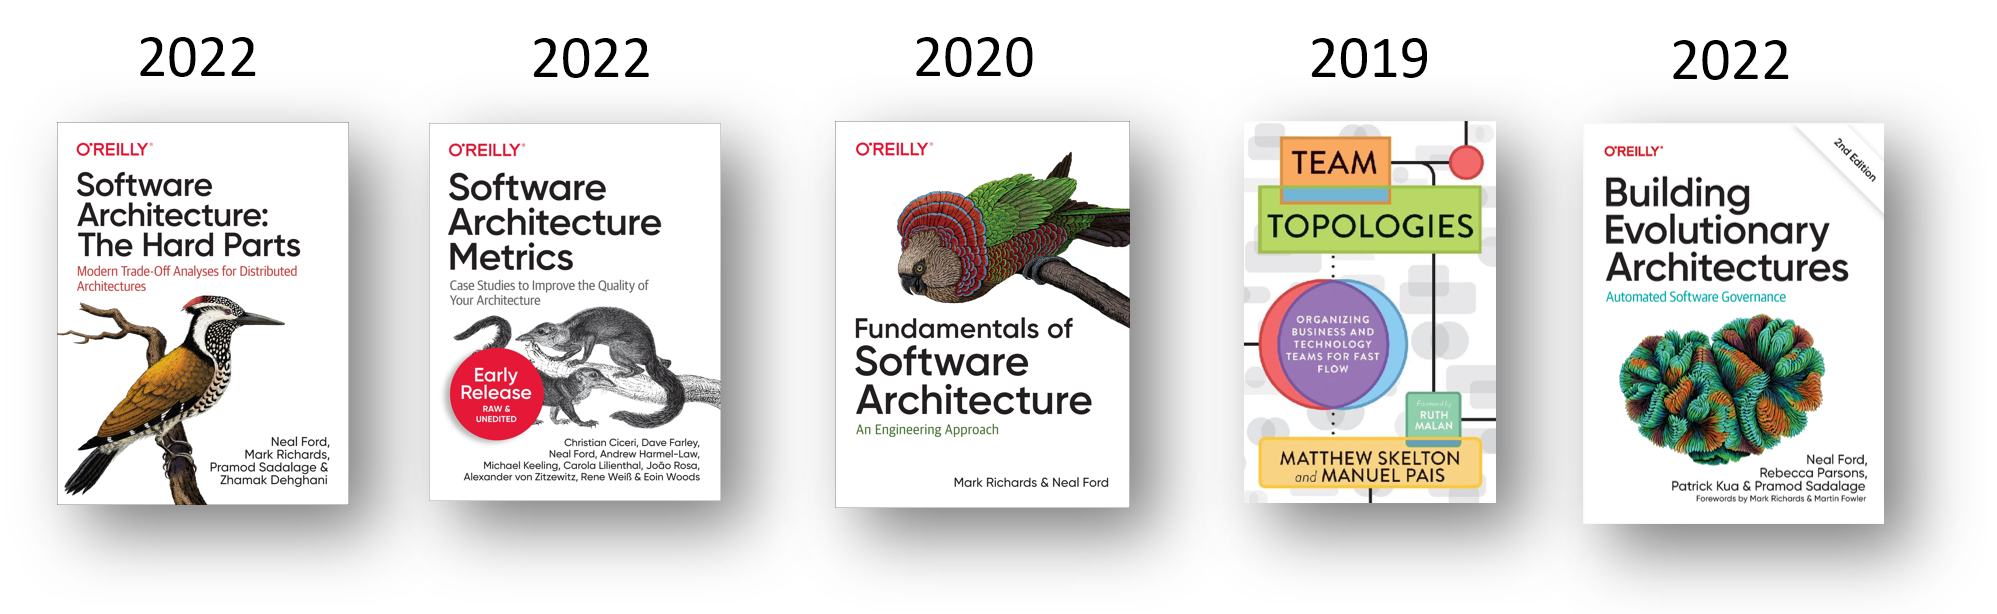 2022
2022
2020
2019
2022
O'REILLY®
Software
Architecture:
The Hard Parts
Modern Trade-Off Analyses for Distributed
Architectures
Neal Ford,
Mark Richards,
Pramod Sadalage &
Zhamak Dehghani
O'REILLY®
Software
Architecture
Metrics
Case Studies to Improve the Quality of
Your Architecture
Early
Release
RAW &
UNEDITED
Christian Ciceri, Dave Farley,
Neal Ford, Andrew Harmel-Law,
Michael Keeling, Carola Lilienthal, João Rosa,
Alexander von Zitzewitz, Rene Weiß & Eoin Woods
O'REILLY®
Fundamentals of
Software
Architecture
An Engineering Approach
Mark Richards & Neal Ford
TEAM
TOPOLOGIES
ORGANIZING
BUSINESS AND
TECHNOLOGY
TEAMS FOR FAST
FLOW
Foreword by
RUTH
MALAN
MATTHEW SKELTON
and MANUEL PAIS
O'REILLY®
2nd Edition
Building
Evolutionary
Architectures
Automated Software Governance
Neal Ford,
Rebecca Parsons,
Patrick Kua & Pramod Sadalage
Forewords by Mark Richards & Martin Fowler